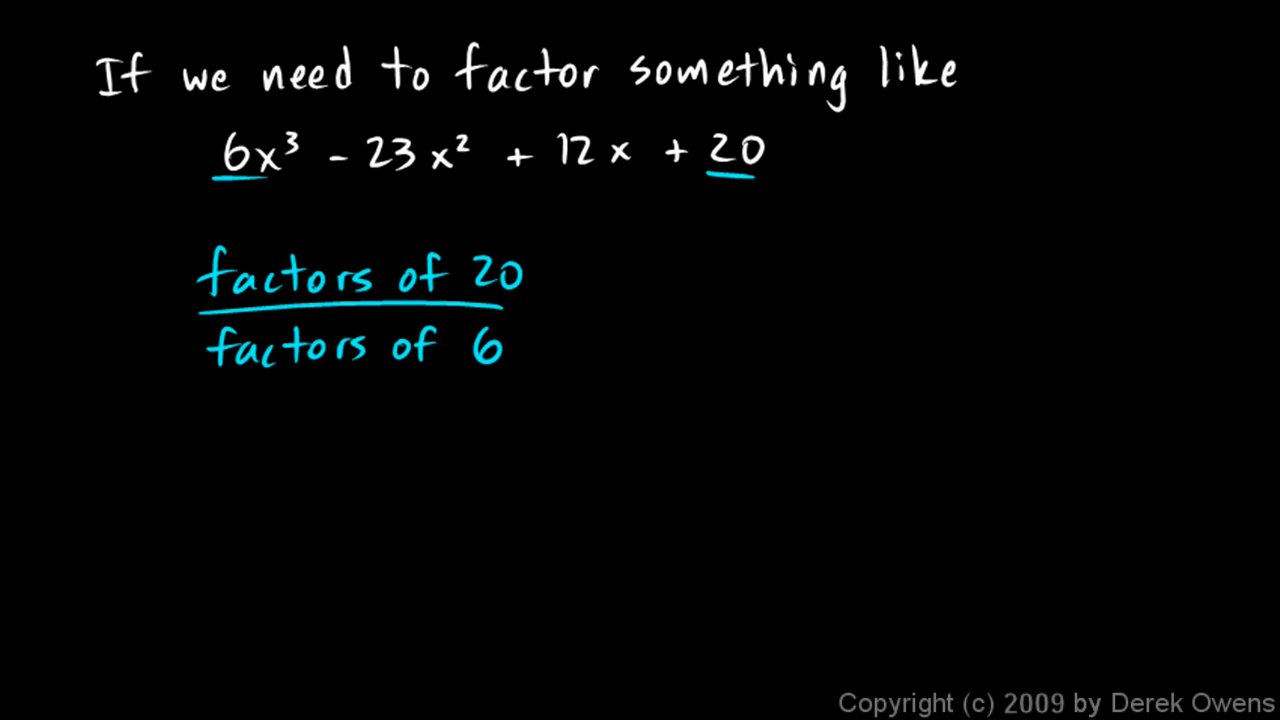 If we need to factor something like
6x³ - 23x² + 12x + 20
factors of 20
factors of 6
Copyright (c) 2009 by Derek Owens